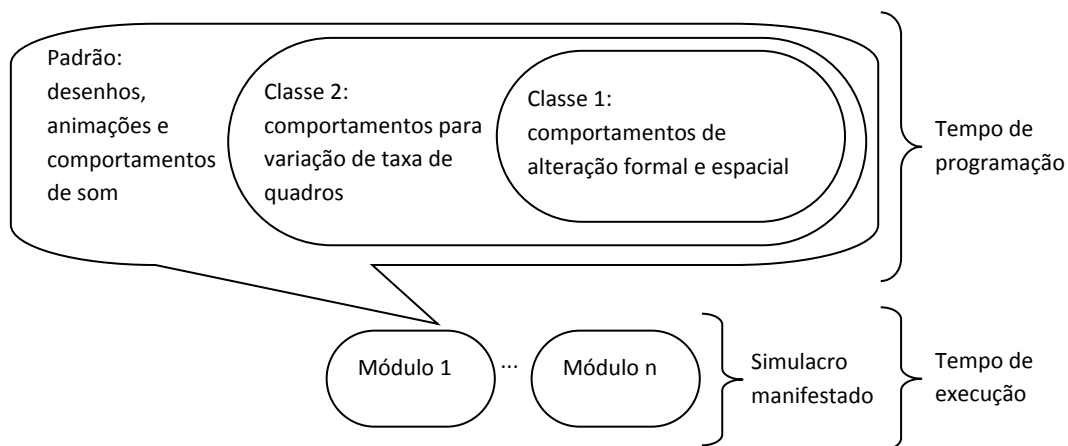 Padrão:
desenhos,
animações e
comportamentos
de som
Classe 2:
comportamentos para
variação de taxa de
quadros
Classe 1:
comportamentos de
alteração formal e espacial
Tempo de
programação
Módulo 1
...
Módulo n
Simulacro
manifestado
Tempo de
execução